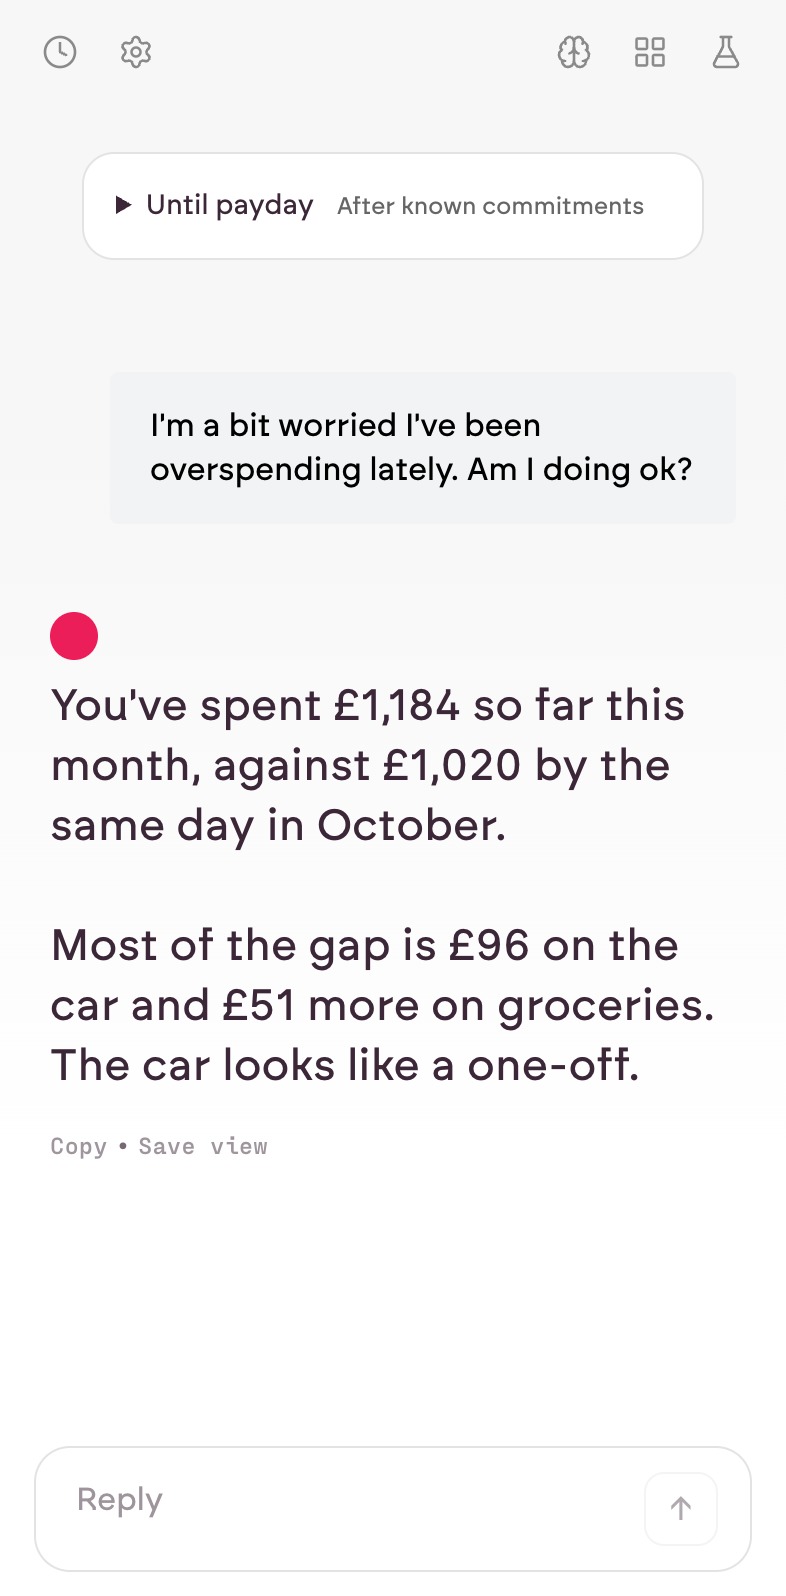 Until payday After known commitments
I'm a bit worried I've been
overspending lately. Am I doing ok?
You've spent £1,184 so far this
month, against £1,020 by the
same day in October.
Most of the gap is £96 on the
car and £51 more on groceries.
The car looks like a one-off.
Copy • Save view
Reply